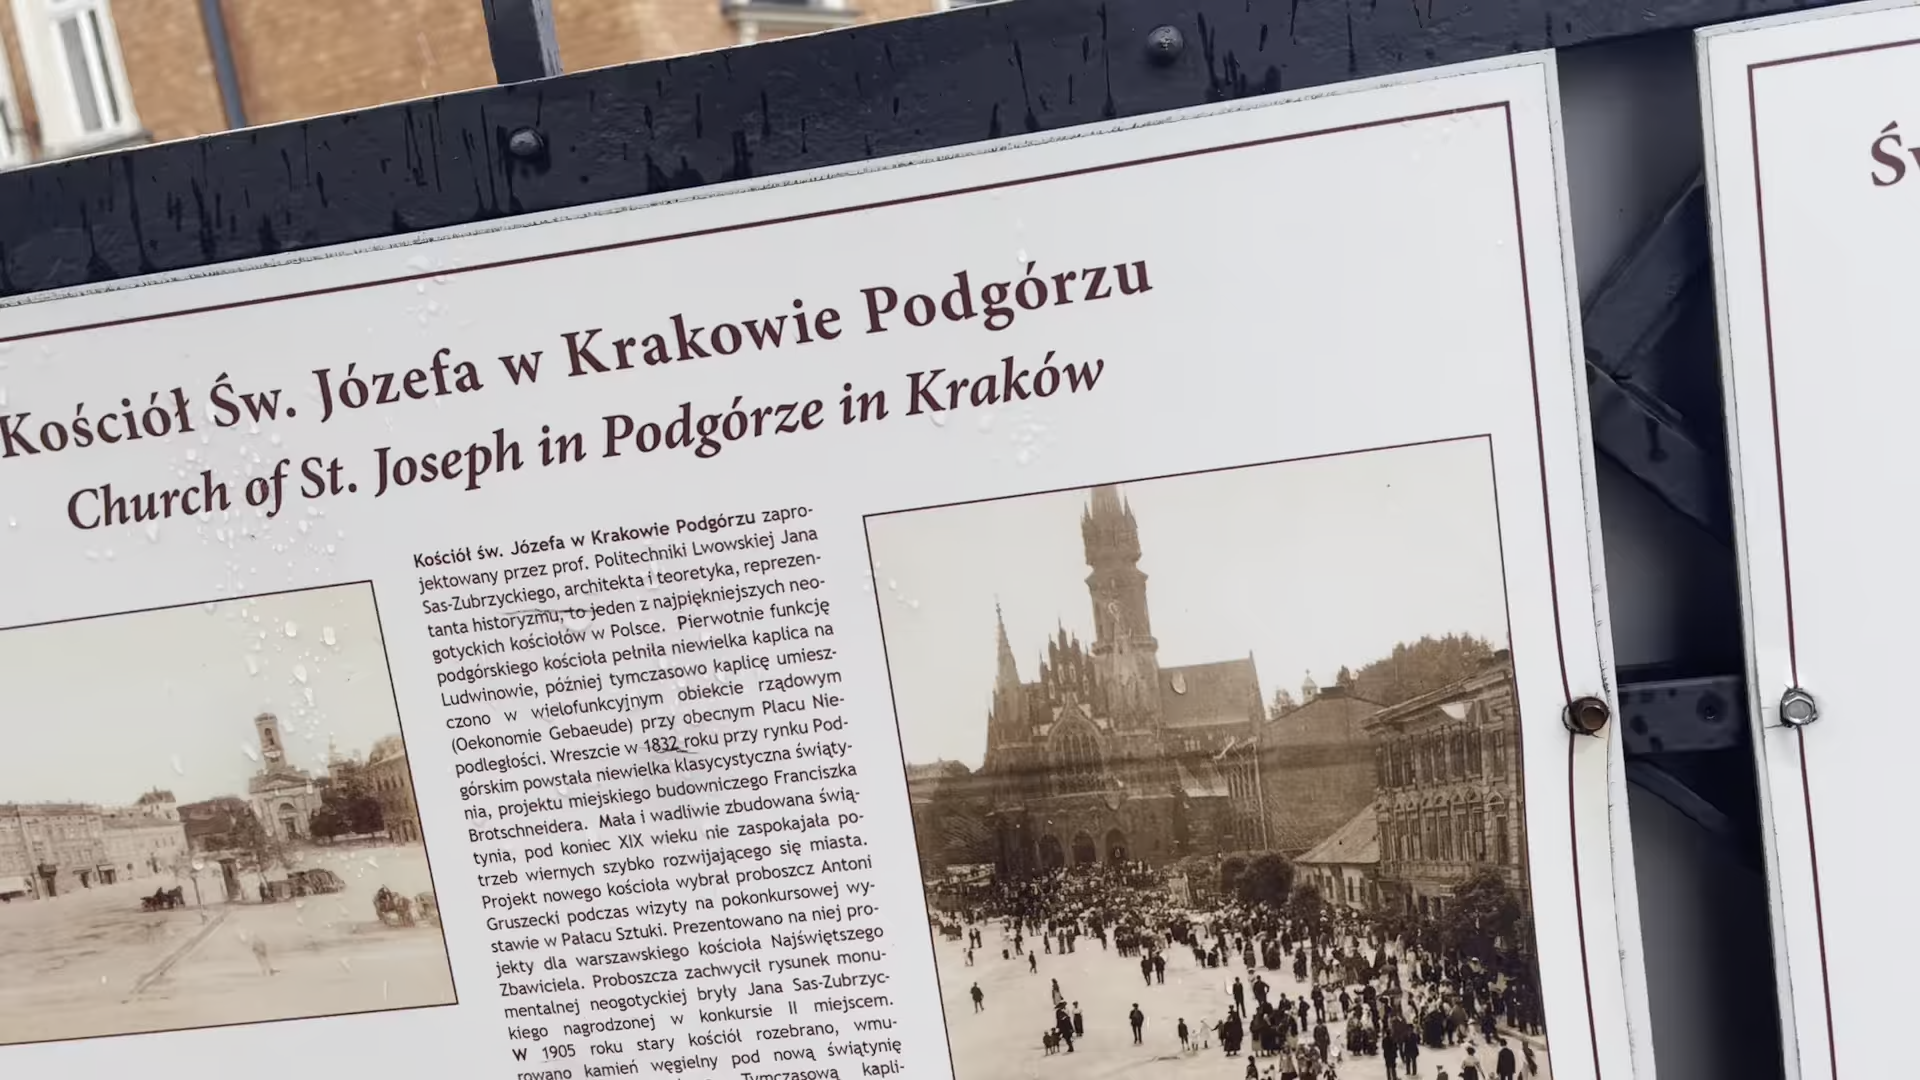 Kościół Św. Józefa w Krakowie Podgórzu
Church of St. Joseph in Podgórze in Kraków
Kościół św. Józefa w Krakowie Podgórzu zapro-
jektowany przez prof. Politechniki Lwowskiej Jana
Sas-Zubrzyckiego, architekta i teoretyka, reprezen-
tanta historyzmu, to jeden z najpiękniejszych neo-
gotyckich kościołów w Polsce. Pierwotnie funkcję
podgórskiego kościoła pełniła niewielka kaplica na
Ludwinowie, później tymczasowo kaplicę umiesz-
czono w wielofunkcyjnym obiekcie rządowym
(Oekonomie Gebaeude) przy obecnym Placu Nie-
podległości. Wreszcie w 1832 roku przy rynku Pod-
górskim powstała niewielka klasycystyczna świąty-
nia, projektu miejskiego budowniczego Franciszka
Brotschneidera. Mała i wadliwie zbudowana świą-
tynia, pod koniec XIX wieku nie zaspokajała po-
trzeb wiernych szybko rozwijającego się miasta.
Projekt nowego kościoła wybrał proboszcz Antoni
Gruszecki podczas wizyty na pokonkursowej wy-
stawie w Pałacu Sztuki. Prezentowano na niej pro-
jekty dla warszawskiego kościoła Najświętszego
Zbawiciela. Proboszcza zachwycił rysunek monu-
mentalnej neogotyckiej bryły Jana Sas-Zubrzyc-
kiego nagrodzonej w konkursie II miejscem.
W 1905 roku stary kościół rozebrano, wmu-
rowano kamień węgielny pod nową świątynię
Tymczasową kapli-